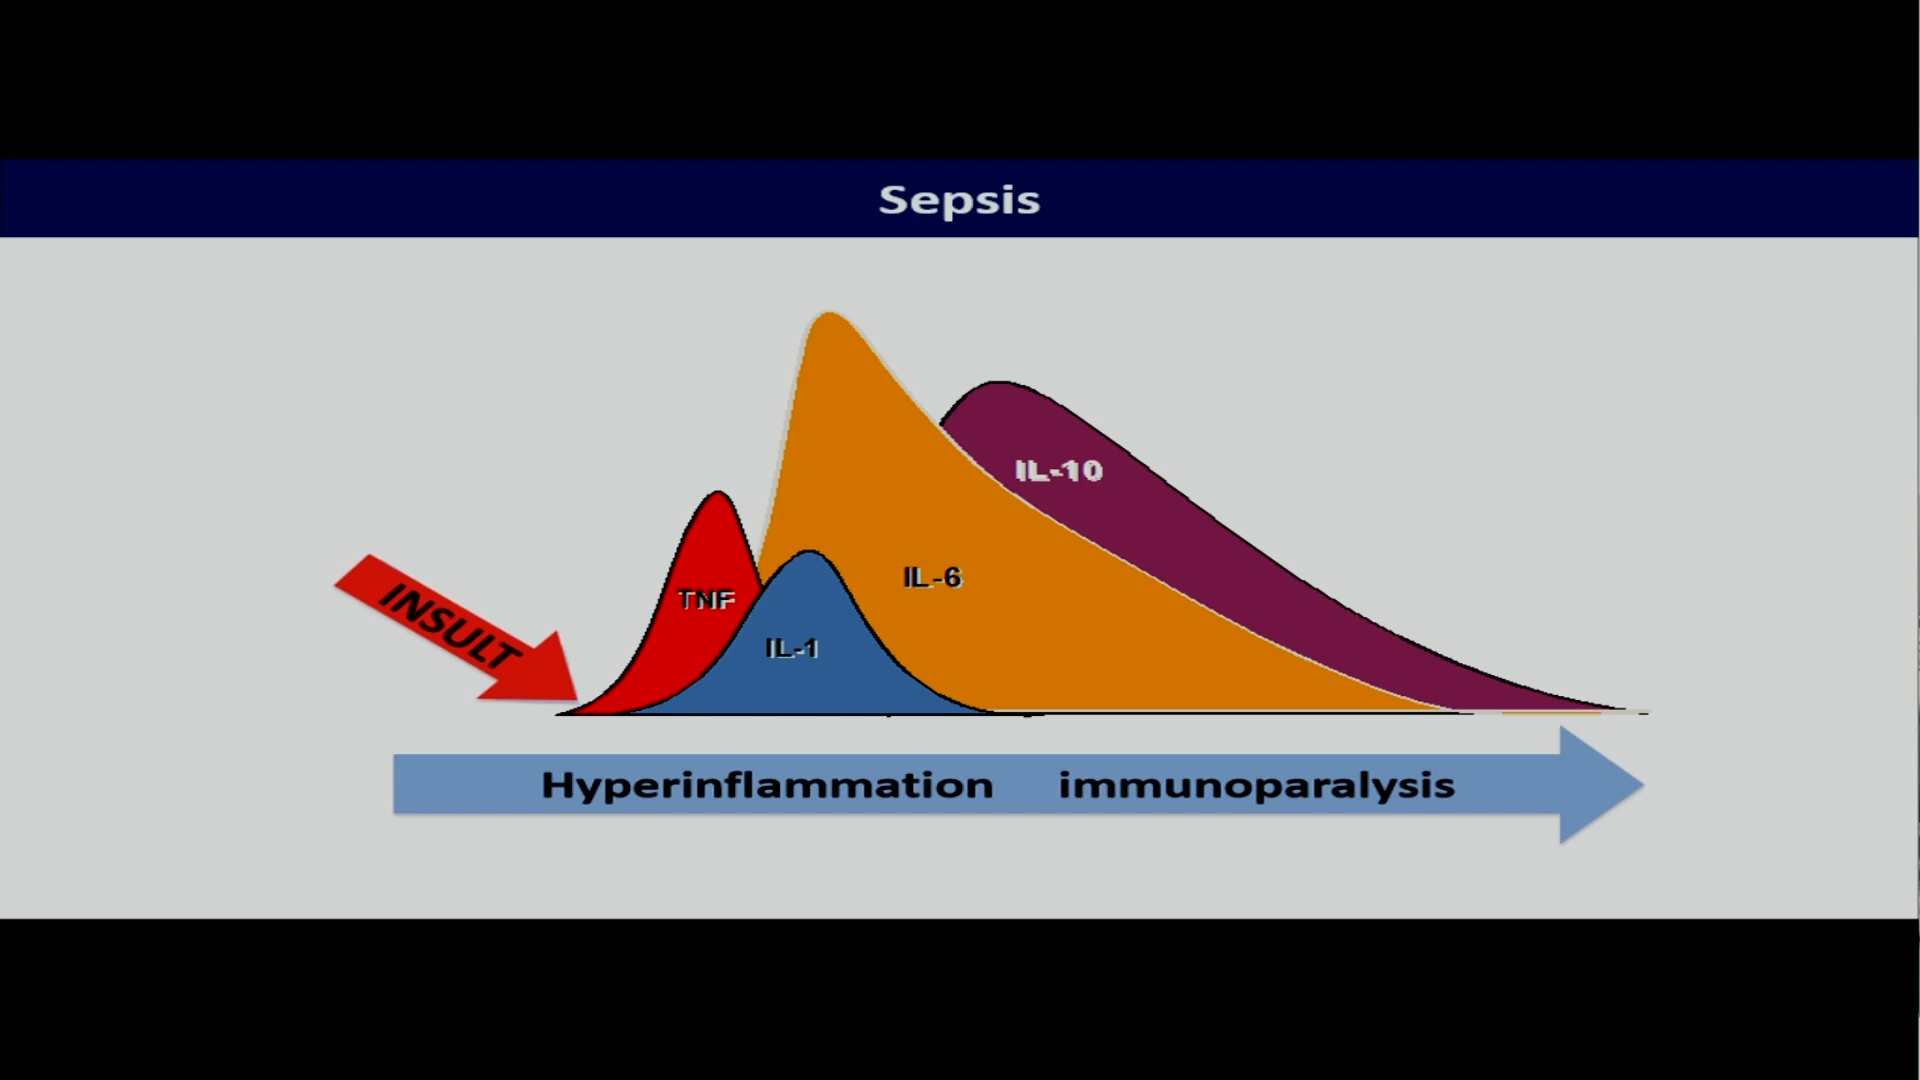 Sepsis
IL-10
IL-6
TNF
INSULT
IL-1
Hyperinflammation immunoparalysis